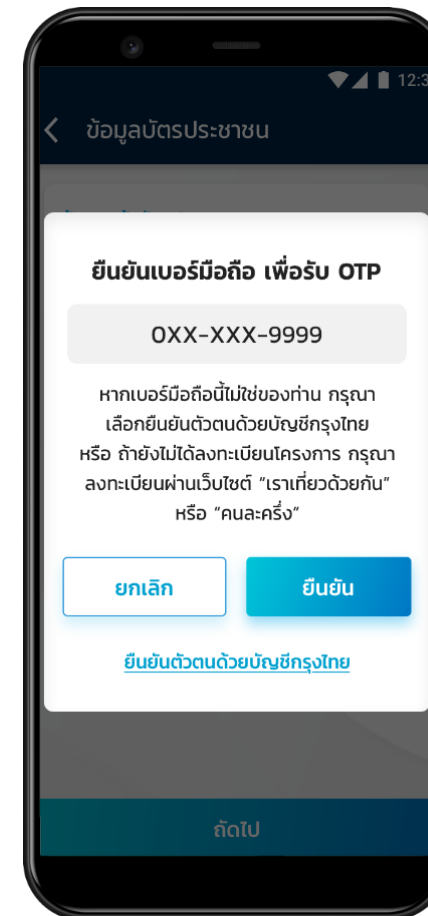 12:3
ข้อมูลบัตรประชาชน
ยืนยันเบอร์มือถือ เพื่อรับ OTP
0XX-XXX-9999
หากเบอร์มือถือนี้ไม่ใช่ของท่าน กรุณา
เลือกยืนยันตัวตนด้วยบัญชีกรุงไทย
หรือ ถ้ายังไม่ได้ลงทะเบียนโครงการ กรุณา
ลงทะเบียนผ่านเว็บไซต์ “เราเที่ยวด้วยกัน”
หรือ “คนละครึ่ง”
ยกเลิก ยืนยัน
ยืนยันตัวตนด้วยบัญชีกรุงไทย
ถัดไป